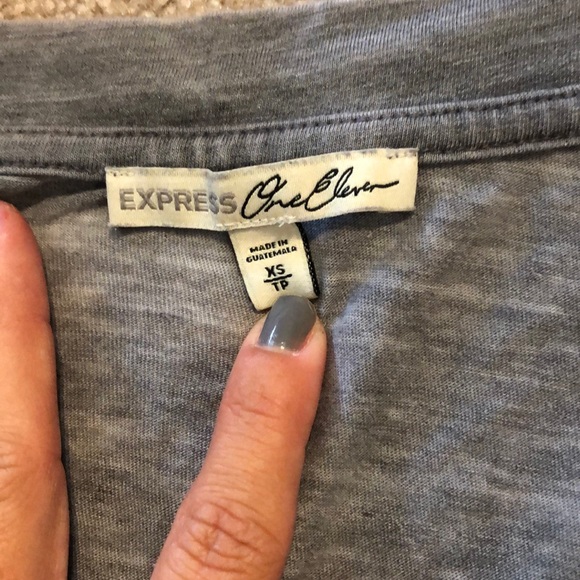 EXPRESS One Eleven
MADE IN
GUATEMALA
XS
TP